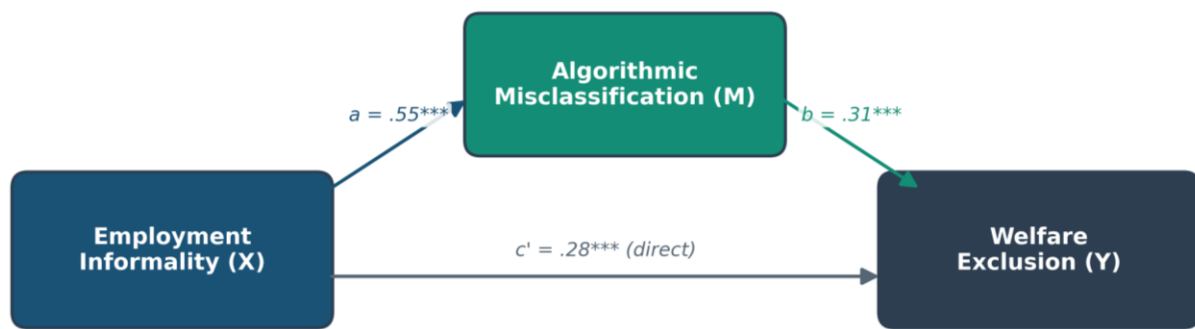 Algorithmic
Misclassification (M)
a = .55***
b = .31***
Employment
Informality (X)
c' = .28*** (direct)
Welfare
Exclusion (Y)